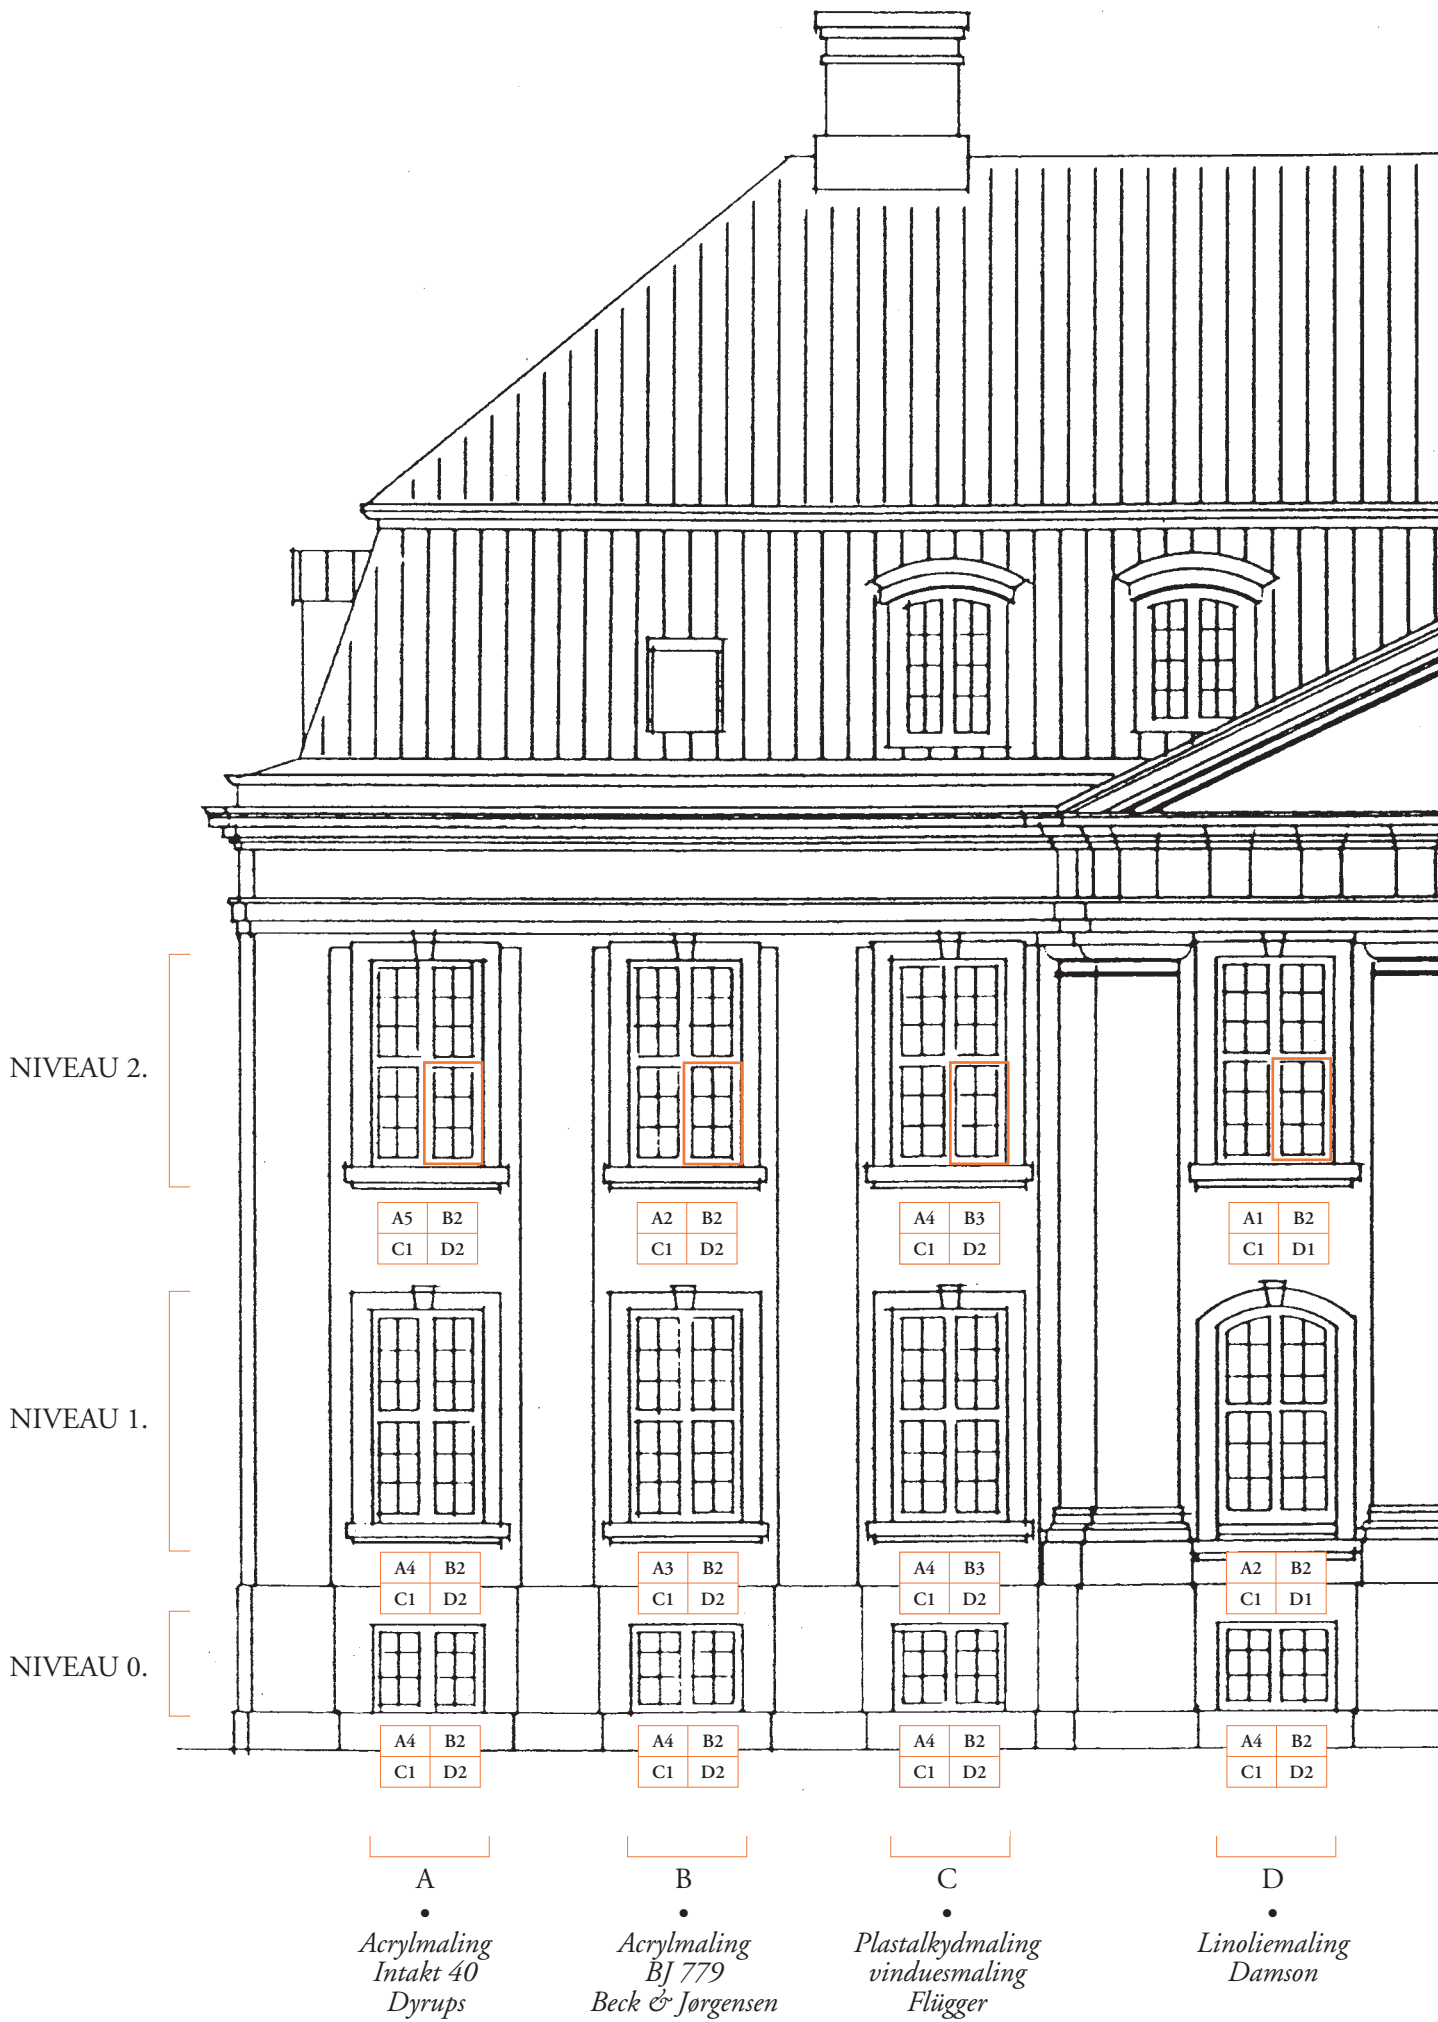 NIVEAU 2.
A5 B2 A2 B2 A4 B3 A1 B2
C1 D2 C1 D2 C1 D2 C1 D1
NIVEAU 1.
A4 B2 A3 B2 A4 B3 A2 B2
C1 D2 C1 D2 C1 D2 C1 D1
NIVEAU 0.
A4 B2 A4 B2 A4 B2 A4 B2
C1 D2 C1 D2 C1 D2 C1 D2
A
•
Acrylmaling
Intakt 40
Dyrups
B
•
Acrylmaling
BJ 779
Beck & Jørgensen
C
•
Plastalkydmaling
vinduesmaling
Flügger
D
•
Linoliemaling
Damson